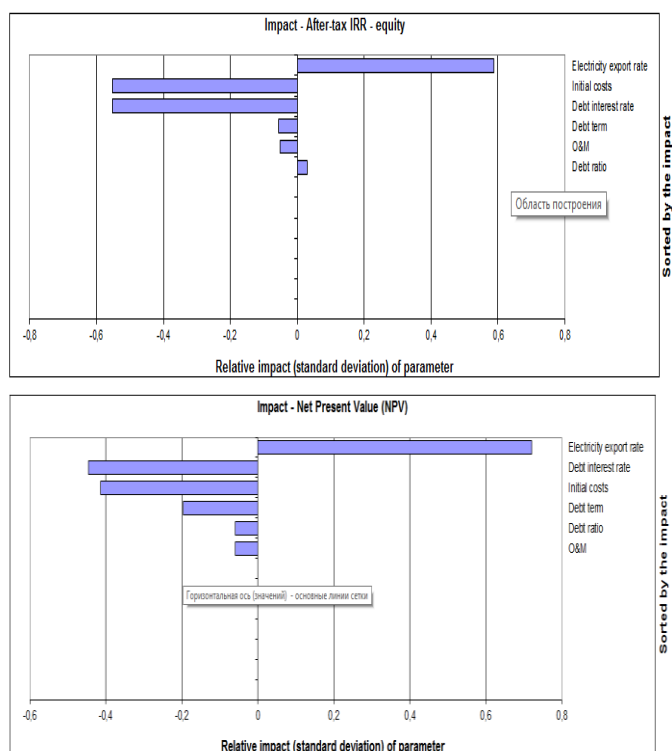 Impact - After-tax IRR - equity
Electricity export rate
Initial costs
Debt interest rate
Debt term
O&M
Debt ratio
Область построения
Sorted by the impact
-0,8 -0,6 -0,4 -0,2 0 0,2 0,4 0,6 0,8
Relative impact (standard deviation) of parameter
Impact - Net Present Value (NPV)
Electricity export rate
Debt interest rate
Initial costs
Debt term
Debt ratio
O&M
Горизонтальная ось (значений) - основные линии сетки
Sorted by the impact
-0,6 -0,4 -0,2 0 0,2 0,4 0,6 0,8
Relative impact (standard deviation) of parameter